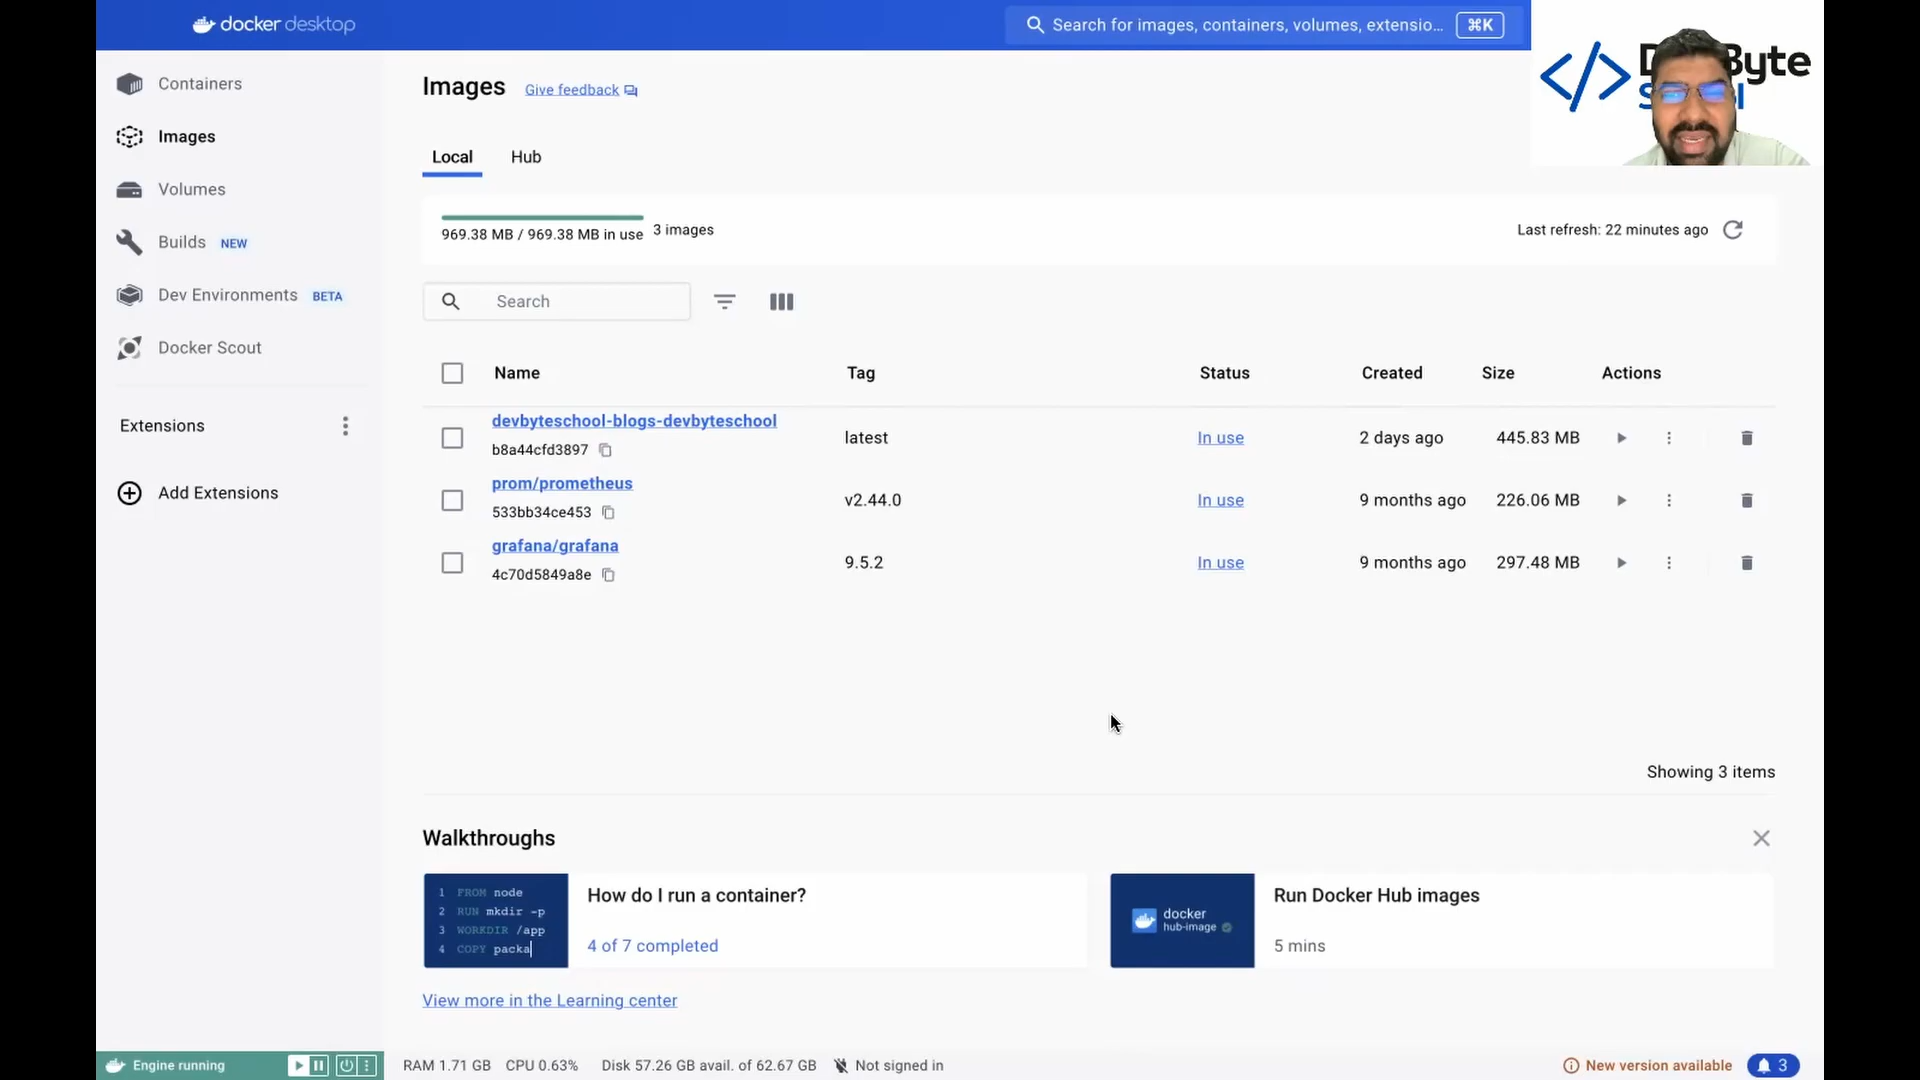 docker desktop
Search for images, containers, volumes, extensio... ⌘K
</>
Byte
Containers
Images
Volumes
Builds NEW
Dev Environments BETA
Docker Scout
Extensions
Add Extensions
Images Give feedback
Local Hub
969.38 MB / 969.38 MB in use 3 images
Last refresh: 22 minutes ago
Search
Name Tag Status Created Size Actions
devbyteschool-blogs-devbyteschool
b8a44cfd3897
latest In use 2 days ago 445.83 MB
prom/prometheus
533bb34ce453
v2.44.0 In use 9 months ago 226.06 MB
grafana/grafana
4c70d5849a8e
9.5.2 In use 9 months ago 297.48 MB
Showing 3 items
Walkthroughs
1 FROM node
2 RUN mkdir -p
3 WORKDIR /app
4 COPY packa
How do I run a container?
4 of 7 completed
docker
hub-image
Run Docker Hub images
5 mins
View more in the Learning center
Engine running
RAM 1.71 GB CPU 0.63% Disk 57.26 GB avail. of 62.67 GB Not signed in
New version available 3